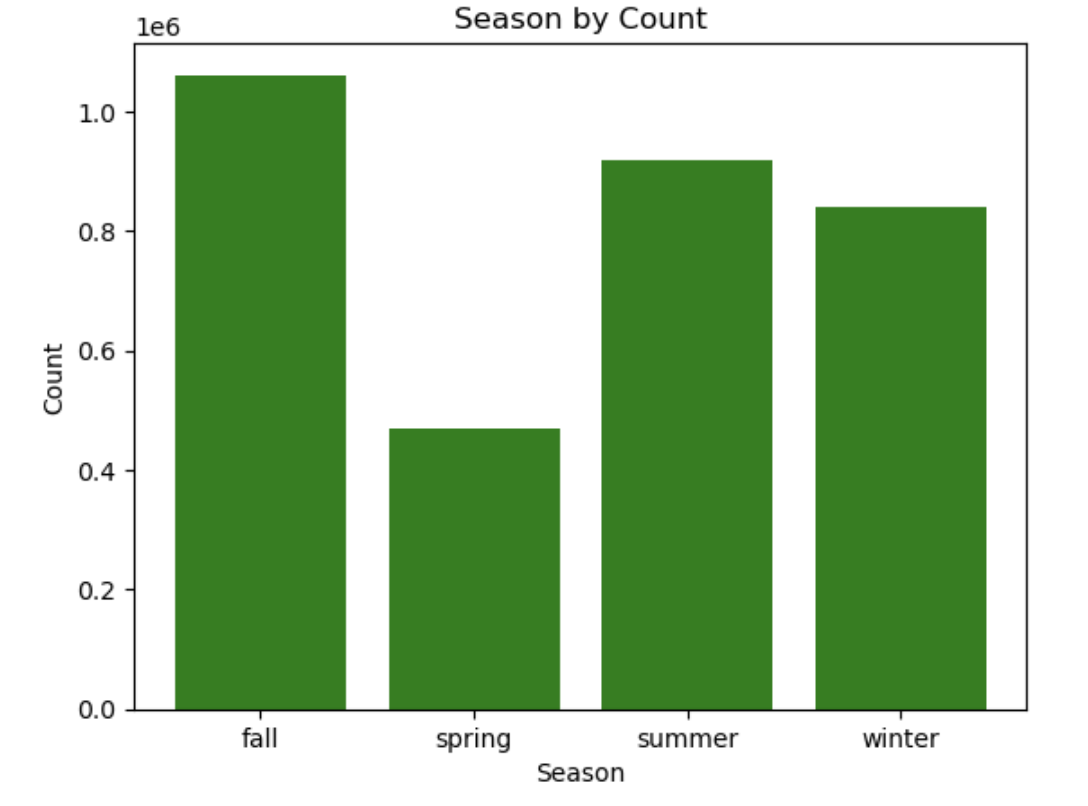 Season by Count
1e6
1.0
0.8
0.6
0.4
0.2
0.0
Count
fall spring summer winter
Season